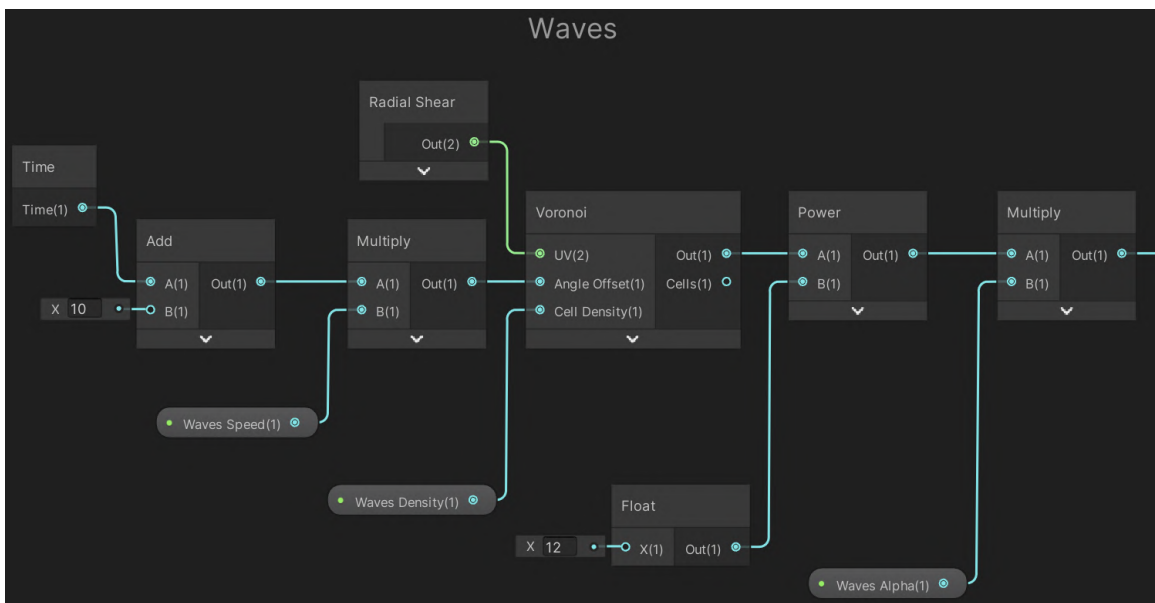 Waves
Radial Shear
Out(2)
Time
Time(1)
Add
A(1) Out(1)
B(1)
X 10
Multiply
A(1) Out(1)
B(1)
Voronoi
UV(2) Out(1)
Angle Offset(1) Cells(1)
Cell Density(1)
Power
A(1) Out(1)
B(1)
Multiply
A(1) Out(1)
B(1)
Waves Speed(1)
Waves Density(1)
Float
X 12
X(1) Out(1)
Waves Alpha(1)